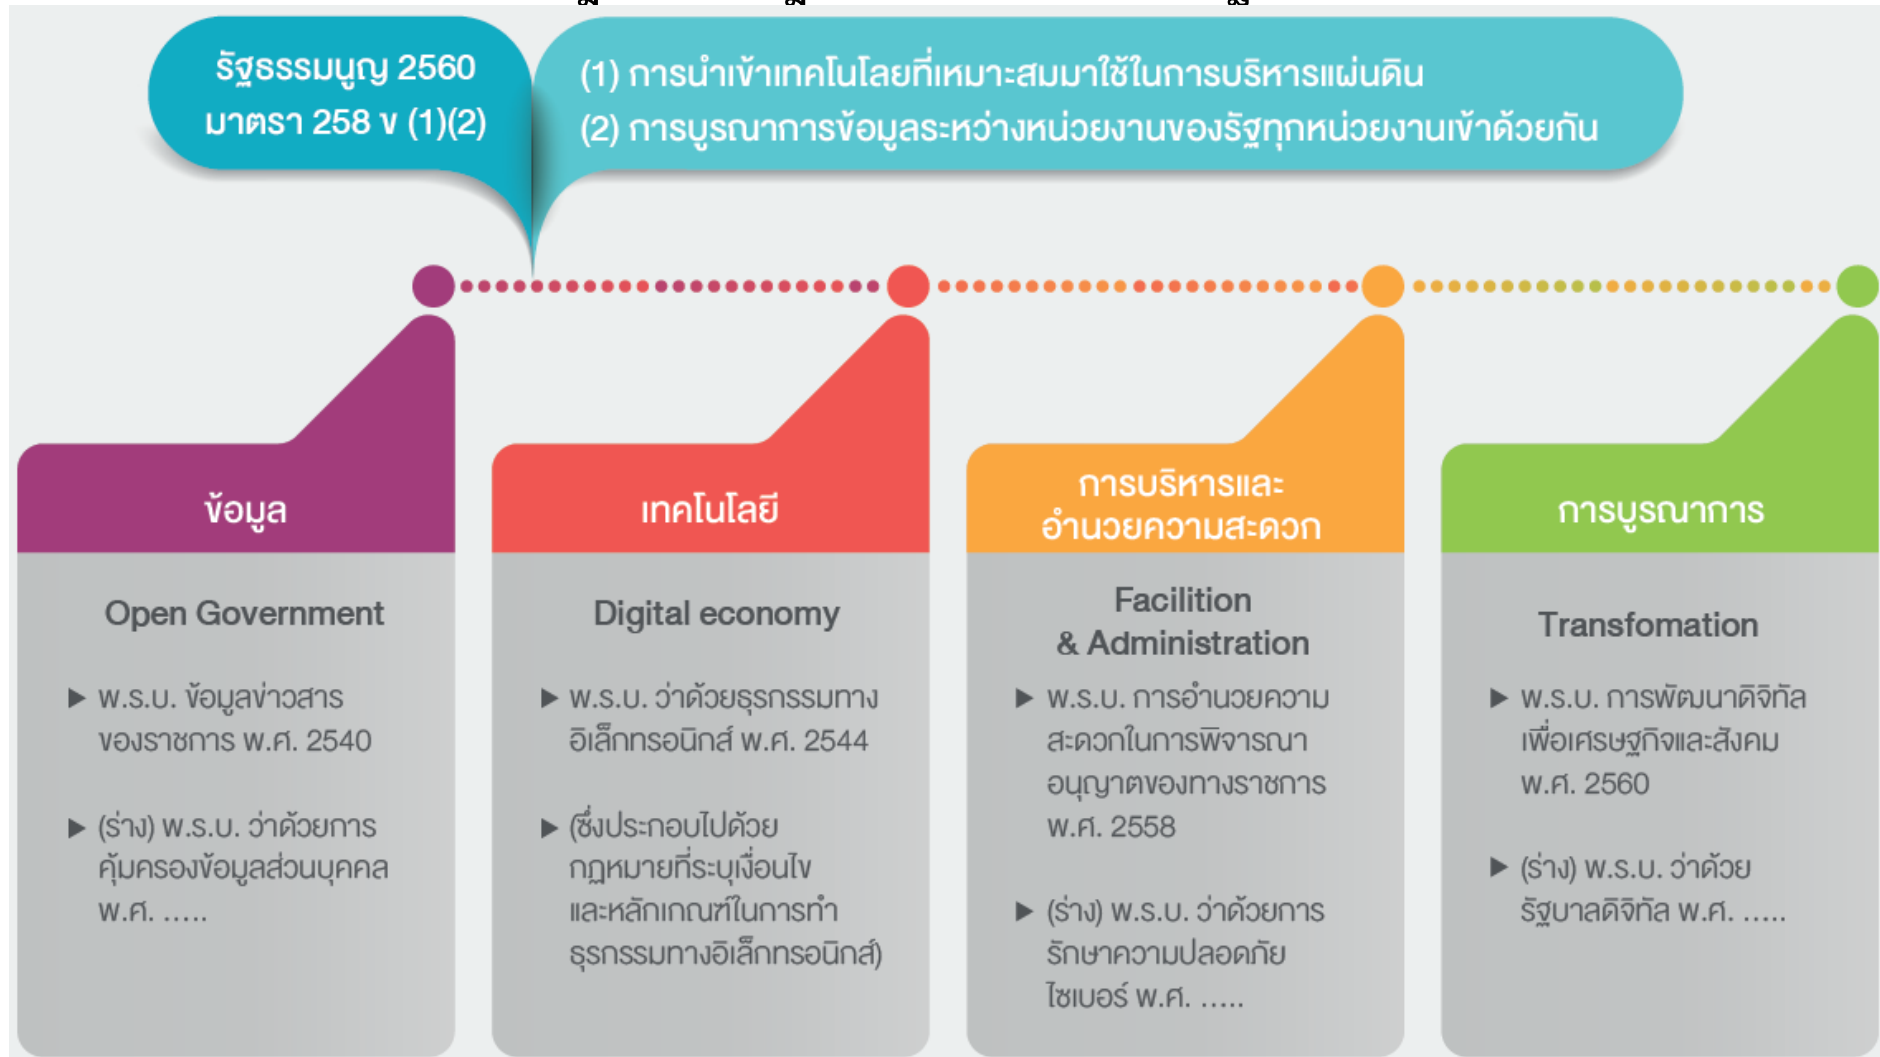 รัฐธรรมนูญ 2560
มาตรา 258 ข (1)(2)
(1) การนำเข้าเทคโนโลยที่เหมาะสมมาใช้ในการบริหารแผ่นดิน
(2) การบูรณาการข้อมูลระหว่างหน่วยงานของรัฐทุกหน่วยงานเข้าด้วยกัน
ข้อมูล
Open Government
▶ พ.ร.บ. ข้อมูลข่าวสาร
ของราชการ พ.ศ. 2540
▶ (ร่าง) พ.ร.บ. ว่าด้วยการ
คุ้มครองข้อมูลส่วนบุคคล
พ.ศ. .....
เทคโนโลยี
Digital economy
▶ พ.ร.บ. ว่าด้วยธุรกรรมทาง
อิเล็กทรอนิกส์ พ.ศ. 2544
▶ (ซึ่งประกอบไปด้วย
กฎหมายที่ระบุเงื่อนไข
และหลักเกณฑ์ในการทำ
ธุรกรรมทางอิเล็กทรอนิกส์)
การบริหารและ
อำนวยความสะดวก
Facilition
& Administration
▶ พ.ร.บ. การอำนวยความ
สะดวกในการพิจารณา
อนุญาตของทางราชการ
พ.ศ. 2558
▶ (ร่าง) พ.ร.บ. ว่าด้วยการ
รักษาความปลอดภัย
ไซเบอร์ พ.ศ. .....
การบูรณาการ
Transfomation
▶ พ.ร.บ. การพัฒนาดิจิทัล
เพื่อเศรษฐกิจและสังคม
พ.ศ. 2560
▶ (ร่าง) พ.ร.บ. ว่าด้วย
รัฐบาลดิจิทัล พ.ศ. .....